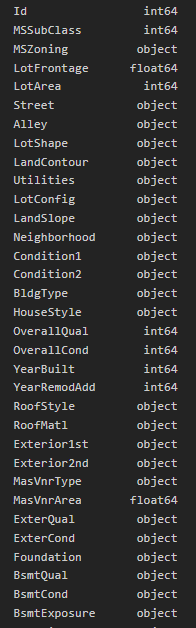 Id int64
MSSubClass int64
MSZoning object
LotFrontage float64
LotArea int64
Street object
Alley object
LotShape object
LandContour object
Utilities object
LotConfig object
LandSlope object
Neighborhood object
Condition1 object
Condition2 object
BldgType object
HouseStyle object
OverallQual int64
OverallCond int64
YearBuilt int64
YearRemodAdd int64
RoofStyle object
RoofMatl object
Exterior1st object
Exterior2nd object
MasVnrType object
MasVnrArea float64
ExterQual object
ExterCond object
Foundation object
BsmtQual object
BsmtCond object
BsmtExposure object